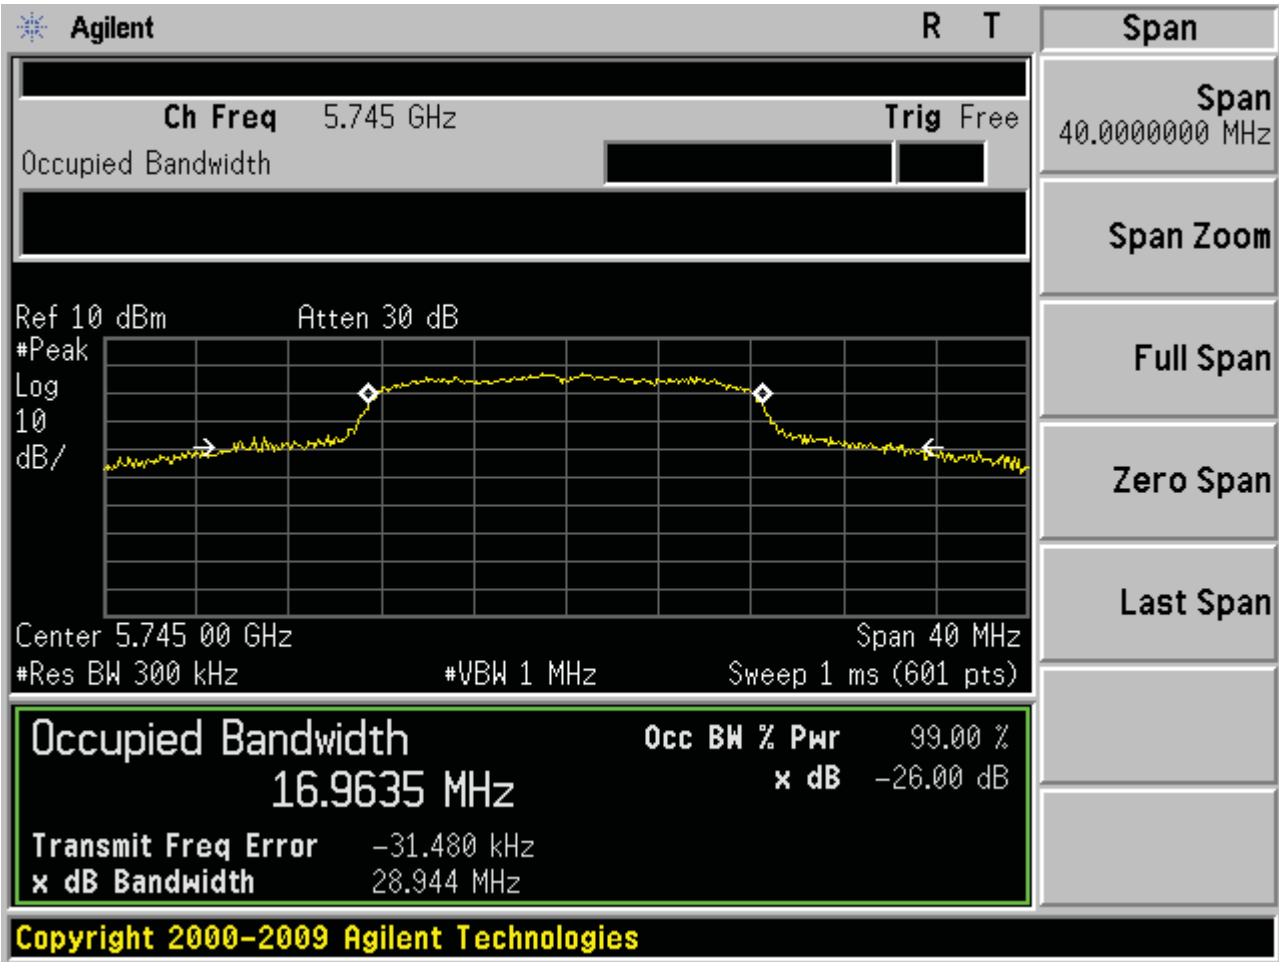 Agilent R T Span
Ch Freq 5.745 GHz Trig Free
Occupied Bandwidth
Span
40.0000000 MHz
Span Zoom
Full Span
Zero Span
Last Span
Ref 10 dBm Atten 30 dB
#Peak
Log
10
dB/
Center 5.745 00 GHz Span 40 MHz
#Res BW 300 kHz #VBW 1 MHz Sweep 1 ms (601 pts)
Occupied Bandwidth
16.9635 MHz
Occ BW % Pwr 99.00 %
x dB -26.00 dB
Transmit Freq Error -31.480 kHz
x dB Bandwidth 28.944 MHz
Copyright 2000-2009 Agilent Technologies